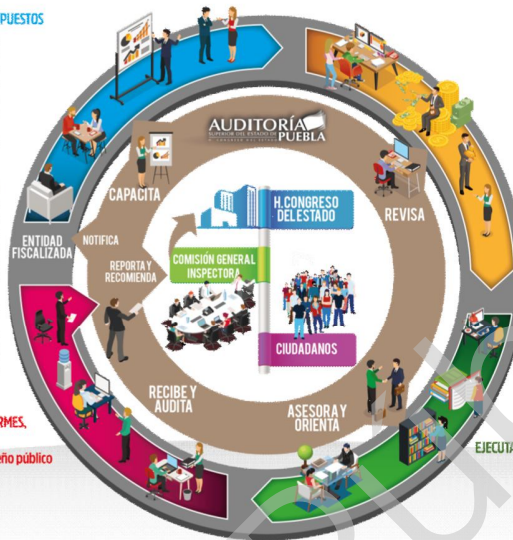 PUESTOS
AUDITORÍA
SUPERIOR DEL ESTADO DE
PUEBLA
CAPACITA
REVISA
H.CONGRESO
DEL ESTADO
ENTIDAD
FISCALIZADA
NOTIFICA
REPORTA Y
RECOMIENDA
COMISIÓN GENERAL
INSPECTORA
CIUDADANOS
RECIBE Y
AUDITA
ASESORA Y
ORIENTA
RMES,
eño público
EJECUTA